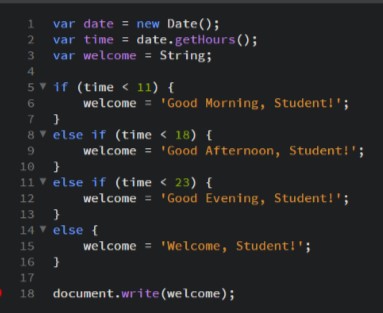 1 var date = new Date();
2 var time = date.getHours();
3 var welcome = String;
4
5 if (time < 11) {
6 welcome = 'Good Morning, Student!';
7 }
8 else if (time < 18) {
9 welcome = 'Good Afternoon, Student!';
10 }
11 else if (time < 23) {
12 welcome = 'Good Evening, Student!';
13 }
14 else {
15 welcome = 'Welcome, Student!';
16 }
17
18 document.write(welcome);